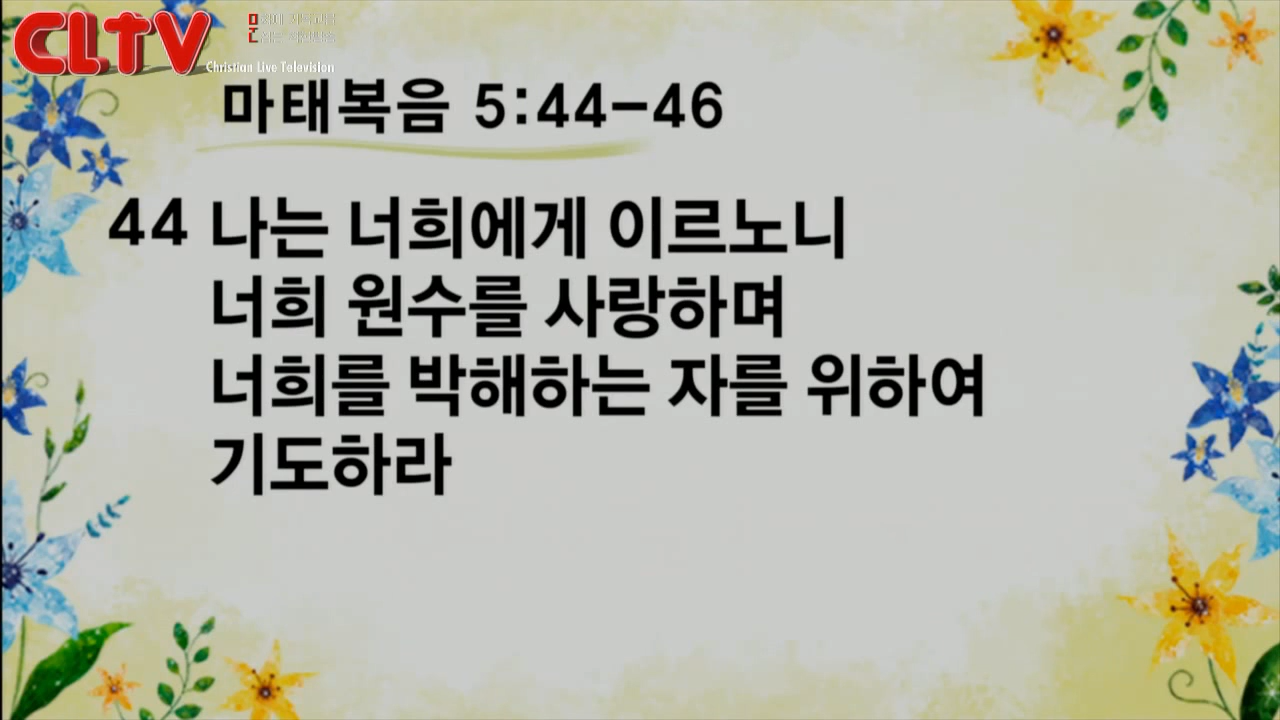 CLTV
Christian Live Television
마태복음 5:44-46
44 나는 너희에게 이르노니
너희 원수를 사랑하며
너희를 박해하는 자를 위하여
기도하라